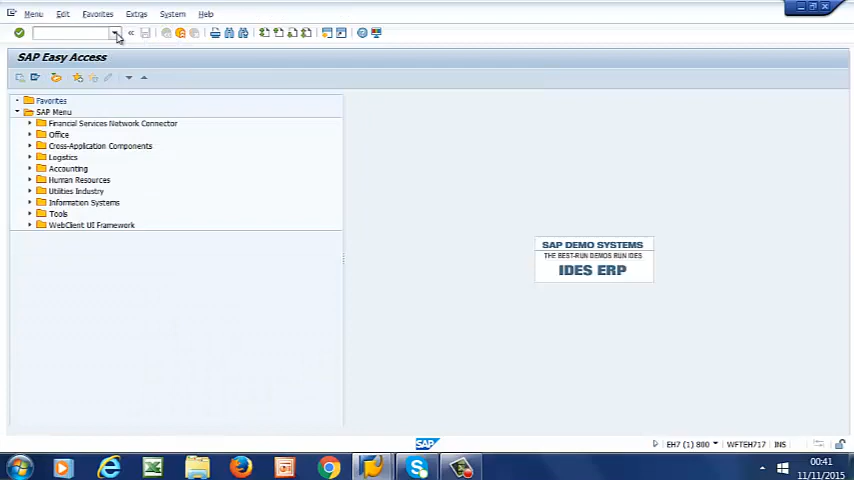 Menu Edit Favorites Extras System Help
SAP Easy Access
Favorites
SAP Menu
Financial Services Network Connector
Office
Cross-Application Components
Logistics
Accounting
Human Resources
Utilities Industry
Information Systems
Tools
WebClient UI Framework
SAP DEMO SYSTEMS
THE BEST-RUN DEMOS RUN IDES
IDES ERP
SAP
EH7 (1) 800 WFTEH717 INS
00:41
11/11/2015